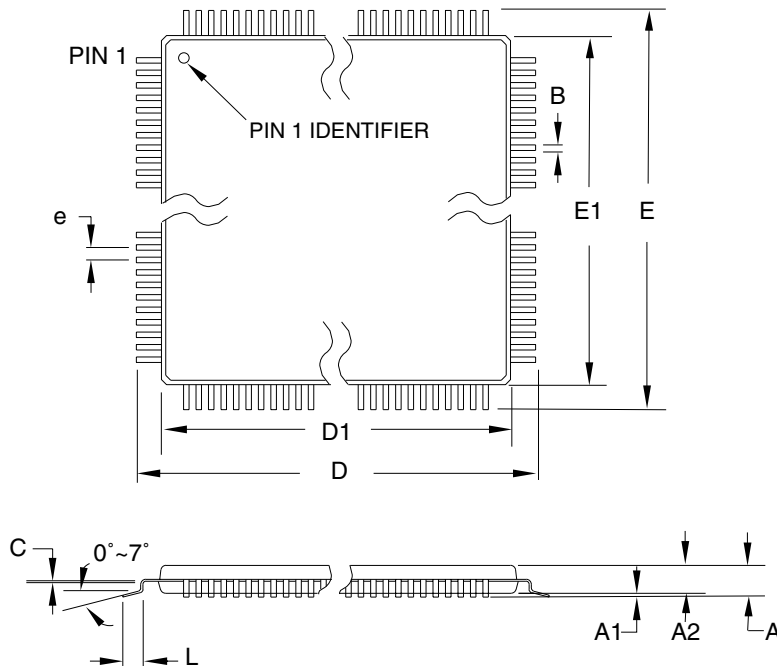 PIN 1
PIN 1 IDENTIFIER
B
e
E1
E
D1
D
C
0˚~7˚
L
A1
A2
A